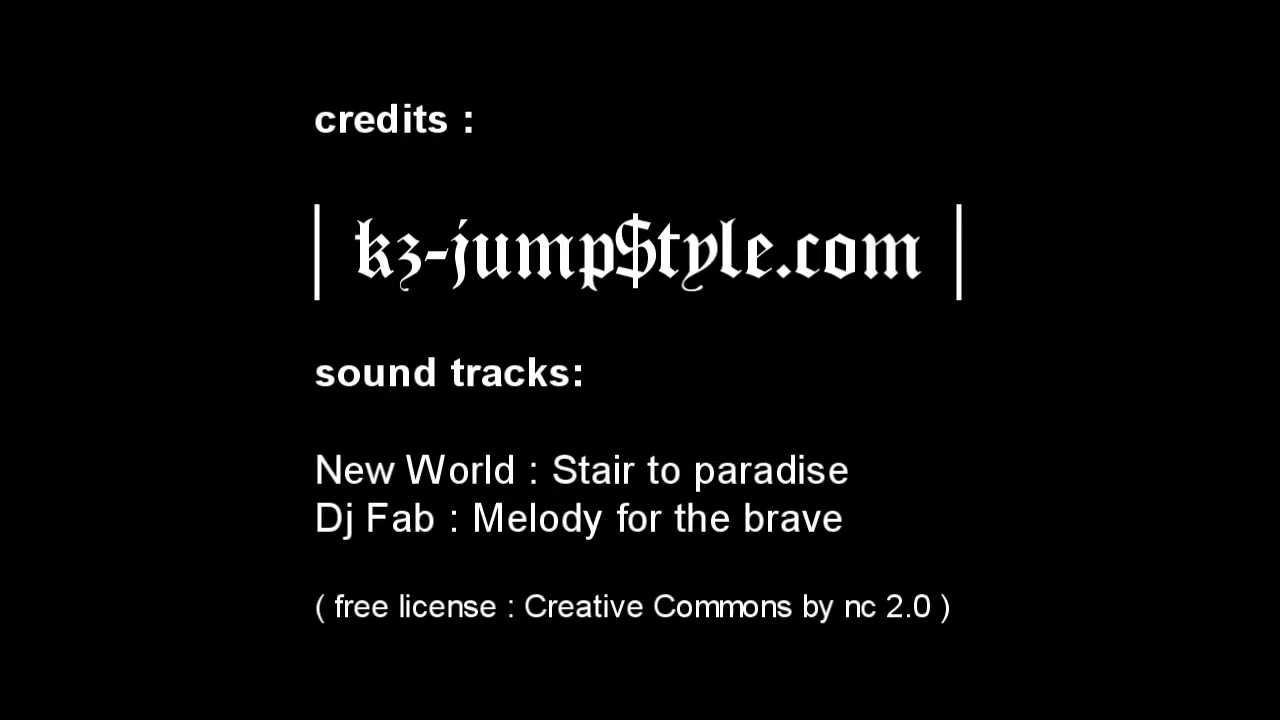 credits :
| kz-jump$tyle.com |
sound tracks:
New World : Stair to paradise
Dj Fab : Melody for the brave
( free license : Creative Commons by nc 2.0 )